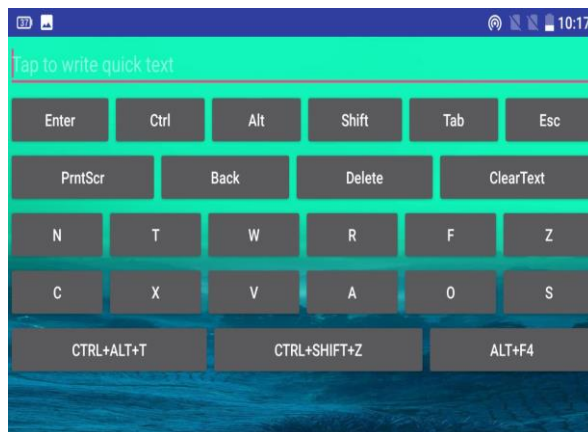 37 10:17
Tap to write quick text
Enter Ctrl Alt Shift Tab Esc
PrntScr Back Delete ClearText
N T W R F Z
C X V A O S
CTRL+ALT+T CTRL+SHIFT+Z ALT+F4